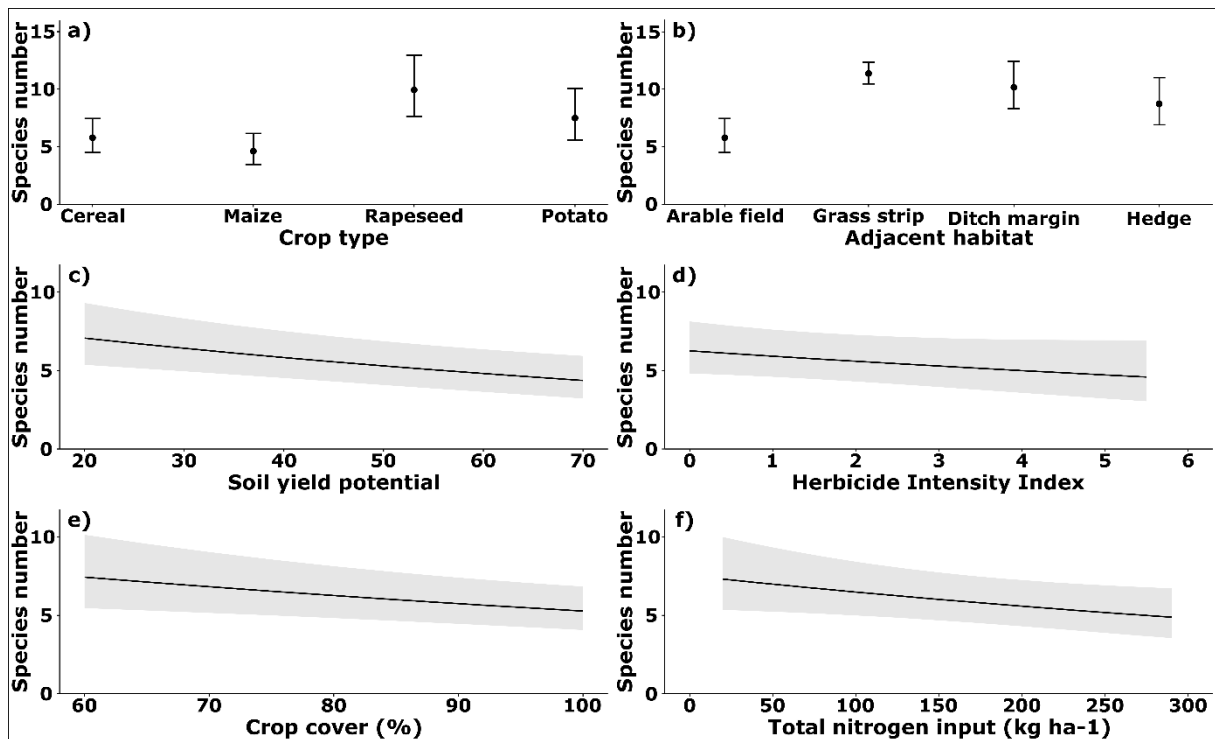 a)
Species number
15
10
5
0
Cereal Maize Rapeseed Potato
Crop type
b)
Species number
15
10
5
0
Arable field Grass strip Ditch margin Hedge
Adjacent habitat
c)
Species number
10
5
0
20 30 40 50 60 70
Soil yield potential
d)
Species number
10
5
0
0 1 2 3 4 5 6
Herbicide Intensity Index
e)
Species number
10
5
0
60 70 80 90 100
Crop cover (%)
f)
Species number
10
5
0
0 50 100 150 200 250 300
Total nitrogen input (kg ha-1)